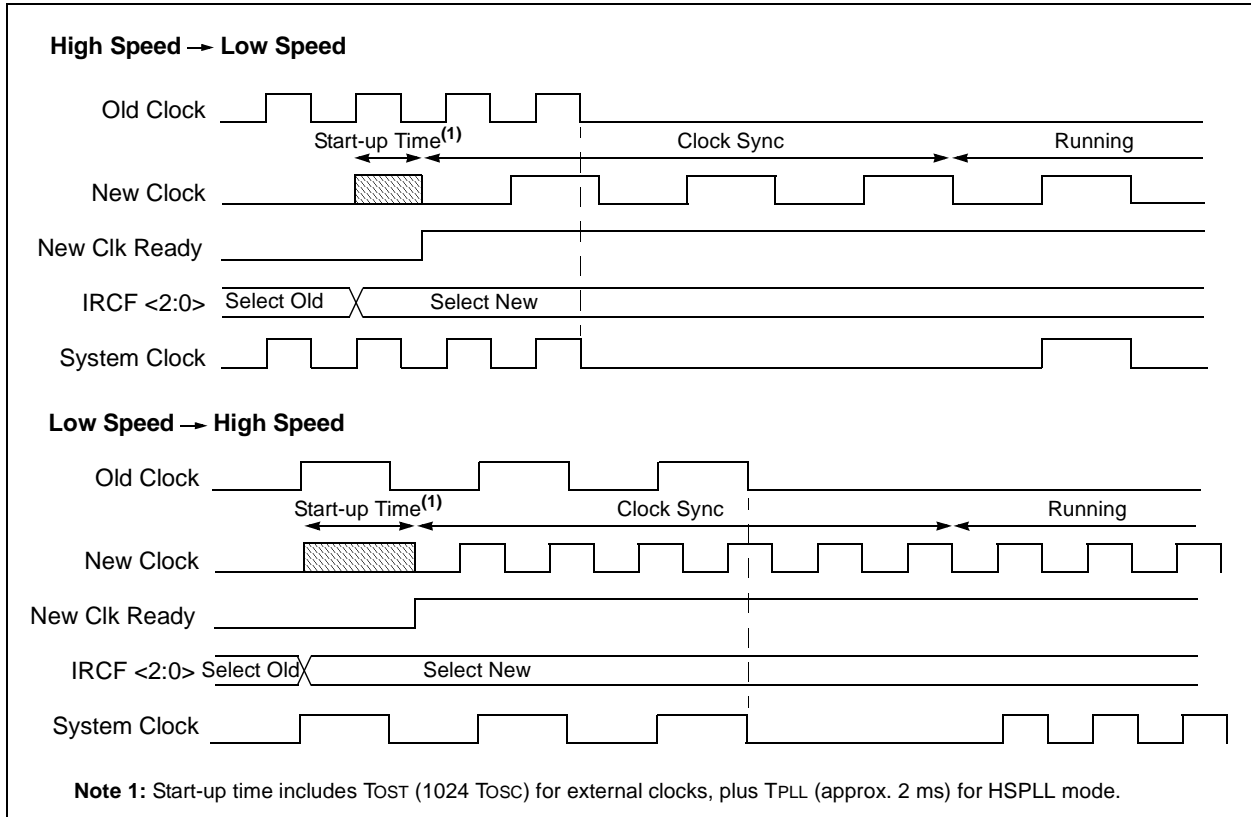 High Speed → Low Speed
Old Clock
Start-up Time(1) Clock Sync Running
New Clock
New Clk Ready
IRCF <2:0> Select Old Select New
System Clock
Low Speed → High Speed
Old Clock
Start-up Time(1) Clock Sync Running
New Clock
New Clk Ready
IRCF <2:0> Select Old Select New
System Clock
Note 1: Start-up time includes TOST (1024 TOSC) for external clocks, plus TPLL (approx. 2 ms) for HSPLL mode.